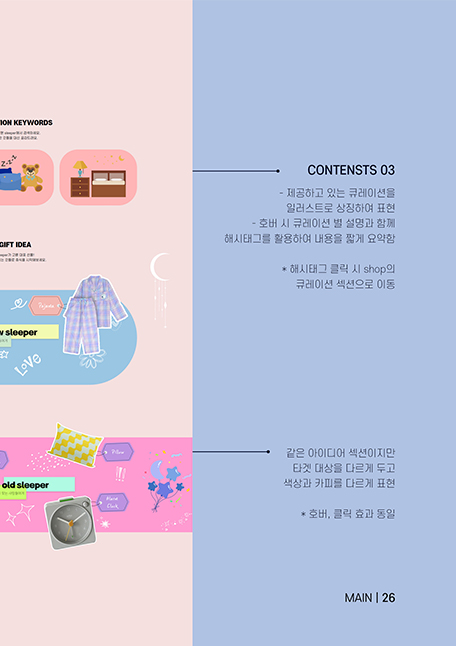 ION KEYWORDS
Z-Z-Z
GIFT IDEA
Pajama
w sleeper
LOVE
Pillow
old sleeper
Alarm
Clock
CONTENSTS 03
- 제공하고 있는 큐레이션을
일러스트로 상징하여 표현
- 호버 시 큐레이션 별 설명과 함께
해시태그를 활용하여 내용을 짧게 요약함
* 해시태그 클릭 시 shop의
큐레이션 섹션으로 이동
같은 아이디어 섹션이지만
타겟 대상을 다르게 두고
색상과 카피를 다르게 표현
* 호버, 클릭 효과 동일
MAIN | 26